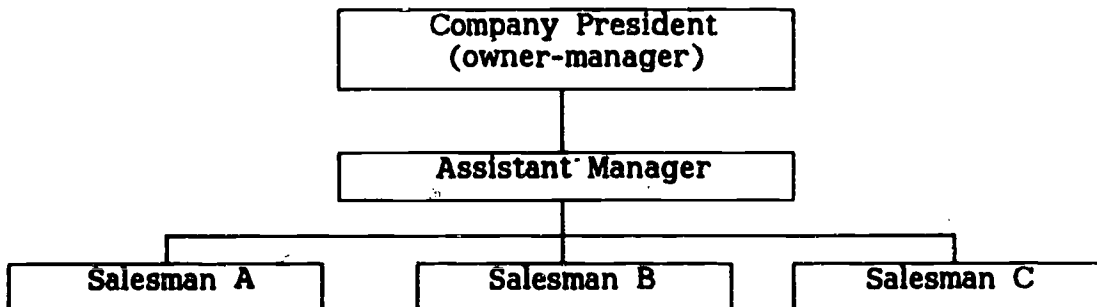 Company President
(owner-manager)
Assistant Manager
Salesman A
Salesman B
Salesman C